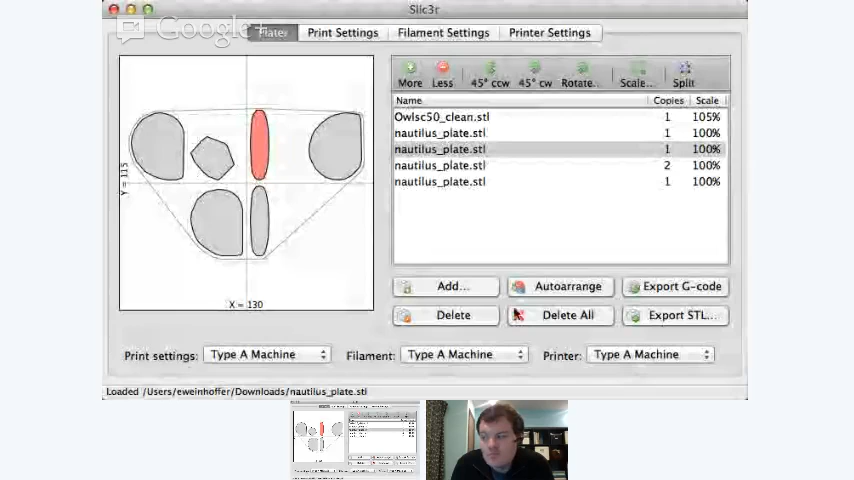 Slic3r
Google+
Plater Print Settings Filament Settings Printer Settings
More Less 45° ccw 45° cw Rotate... Scale... Split
Name Copies Scale
Owlsc50_clean.stl 1 105%
nautilus_plate.stl 1 100%
nautilus_plate.stl 1 100%
nautilus_plate.stl 2 100%
nautilus_plate.stl 1 100%
Y = 115
X = 130
Add... Autoarrange Export G-code
Delete Delete All Export STL...
Print settings: Type A Machine Filament: Type A Machine Printer: Type A Machine
Loaded /Users/eweinhoffer/Downloads/nautilus_plate.stl